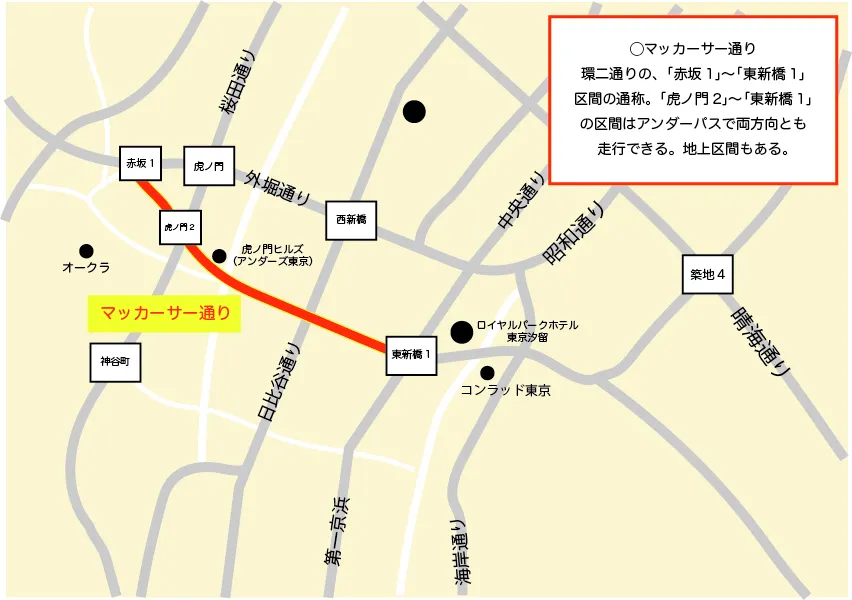 ◯マッカーサー通り
環二通りの、「赤坂1」〜「東新橋1」
区間の通称。「虎ノ門2」〜「東新橋1」
の区間はアンダーパスで両方向とも
走行できる。地上区間もある。
桜田通り
赤坂1
虎ノ門
外堀通り
西新橋
中央通り
昭和通り
虎ノ門2
虎ノ門ヒルズ
(アンダーズ東京)
オークラ
築地4
マッカーサー通り
晴海通り
ロイヤルパークホテル
東京汐留
東新橋1
神谷町
コンラッド東京
日比谷通り
第一京浜
海岸通り